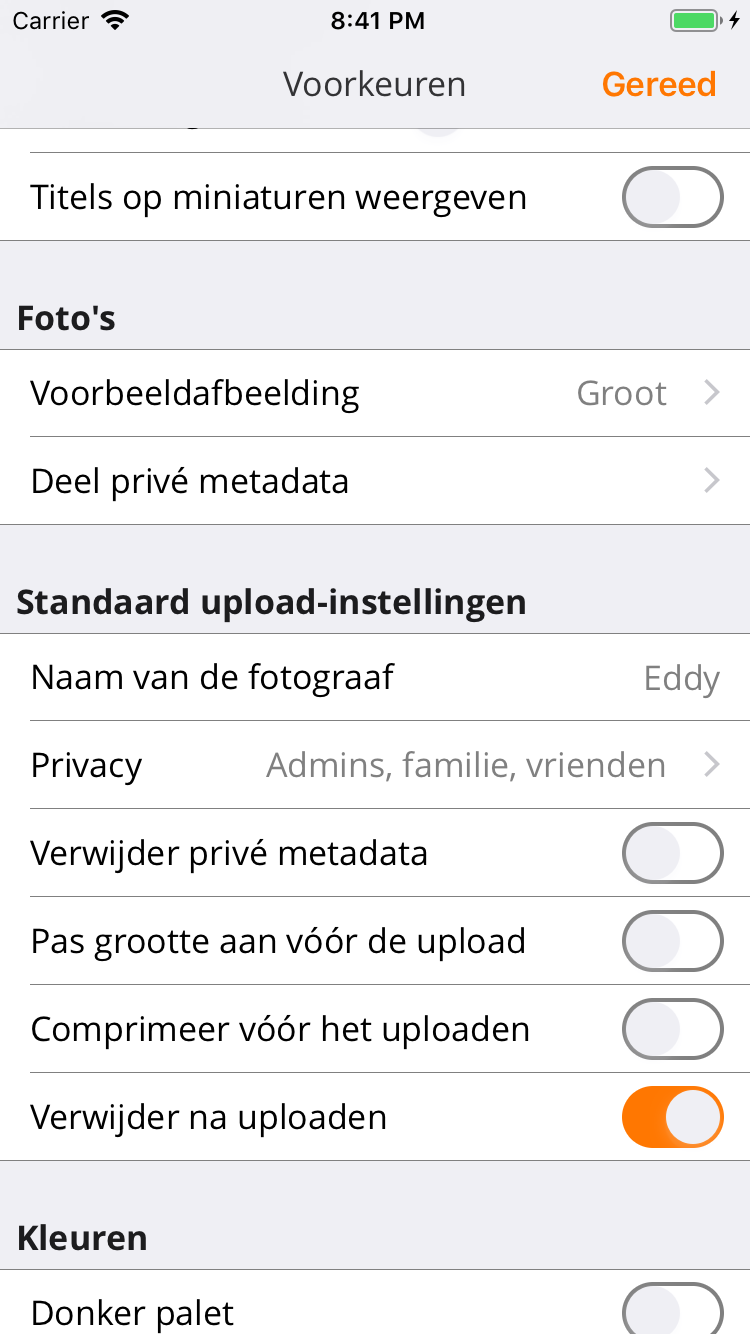 Carrier 8:41 PM
Voorkeuren Gereed
Titels op miniaturen weergeven
Foto's
Voorbeeldafbeelding Groot
Deel privé metadata
Standaard upload-instellingen
Naam van de fotograaf Eddy
Privacy Admins, familie, vrienden
Verwijder privé metadata
Pas grootte aan vóór de upload
Comprimeer vóór het uploaden
Verwijder na uploaden
Kleuren
Donker palet